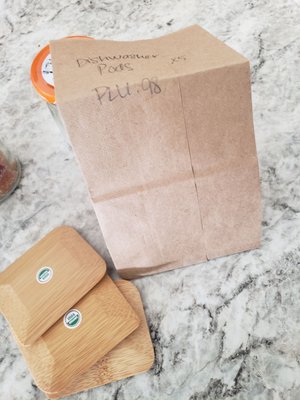 Dishwasher x5
Pods
PLU .98